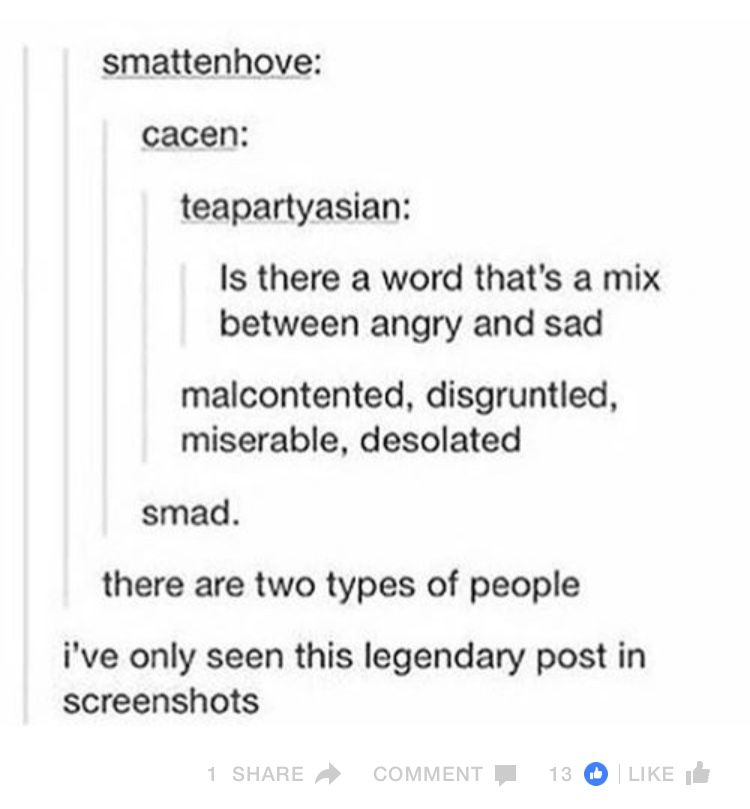 smattenhove:
cacen:
teapartyasian:
Is there a word that's a mix
between angry and sad
malcontented, disgruntled,
miserable, desolated
smad.
there are two types of people
i've only seen this legendary post in
screenshots
1 SHARE COMMENT 13 LIKE